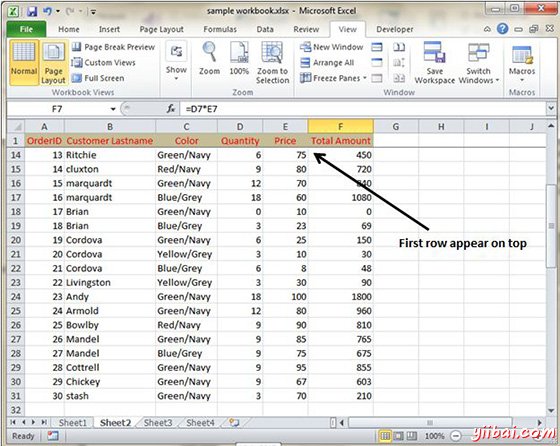 sample workbook.xlsx - Microsoft Excel
File Home Insert Page Layout Formulas Data Review View
Normal Page Layout Page Break Preview Custom Views Full Screen Show Zoom 100% Zoom to Selection New Window Arrange All Freeze Panes Save Workspace Switch Windows Macros
Workbook Views Zoom Window Macros
F7 fx =D7*E7
A B C D E F G H I J
1 OrderID Customer Lastname Color Quantity Price Total Amount
14 13 Ritchie Green/Navy 6 75 450
15 14 cluxton Red/Navy 9 80 720
16 15 marquardt Green/Navy 12 70 840
17 16 marquardt Blue/Grey 18 60 1080
18 17 Brian Green/Navy 0 10 0
19 18 Brian Green/Navy 3 23 69
20 19 Cordova Green/Navy 6 25 150
21 20 Cordova Yellow/Grey 3 10 30
22 21 Cordova Blue/Grey 6 8 48
23 22 Livingston Yellow/Grey 3 30 90
24 23 Andy Green/Navy 18 100 1800
25 24 Armold Green/Navy 12 80 960
26 25 Bowlby Red/Navy 9 90 810
27 26 Mandel Green/Navy 9 85 765
28 27 Mandel Blue/Grey 9 75 675
29 28 Cottrell Green/Navy 9 95 855
30 29 Chickey Green/Navy 9 67 603
31 30 stash Green/Navy 3 70 210
32
First row appear on top
Sheet1 Sheet2 Sheet3 Sheet4
Ready 100%
yiibai.com